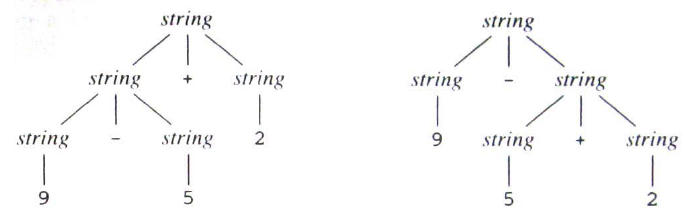 string string
string + string string - string
string - string 2 9 string + string
9 5 5 2